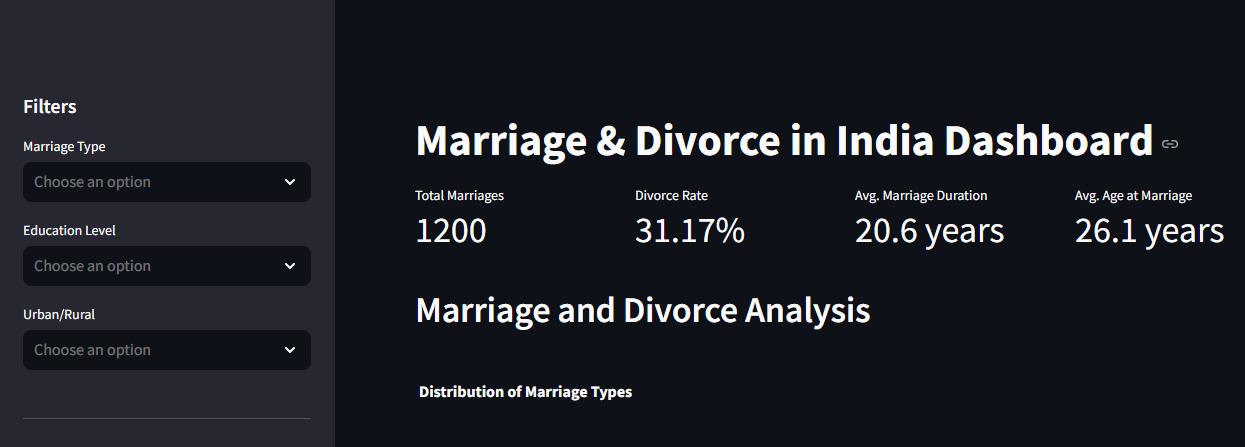 Filters
Marriage Type
Choose an option
Education Level
Choose an option
Urban/Rural
Choose an option
Marriage & Divorce in India Dashboard
Total Marriages
1200
Divorce Rate
31.17%
Avg. Marriage Duration
20.6 years
Avg. Age at Marriage
26.1 years
Marriage and Divorce Analysis
Distribution of Marriage Types